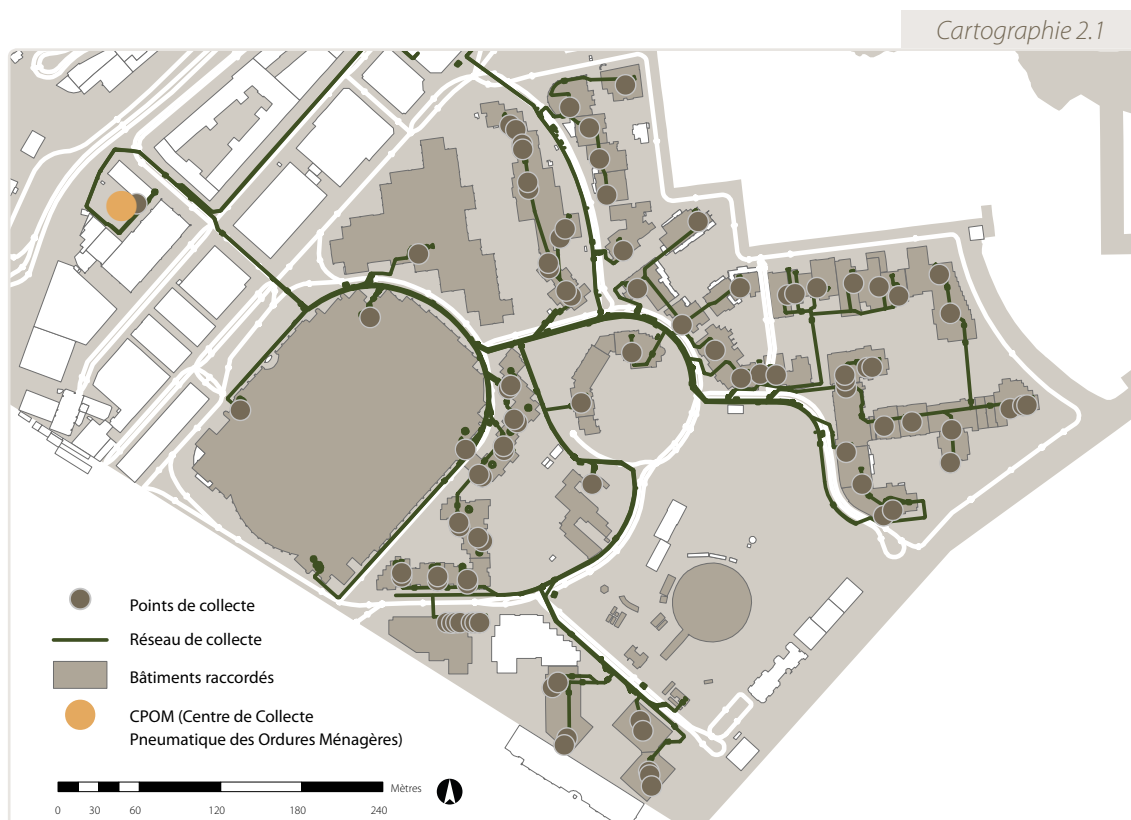 Cartographie 2.1
Points de collecte
Réseau de collecte
Bâtiments raccordés
CPOM (Centre de Collecte
Pneumatique des Ordures Ménagères)
Mètres
0 30 60 120 180 240